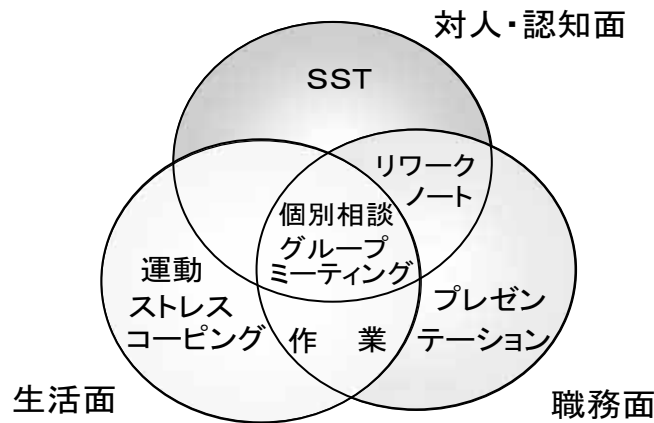 対人・認知面
SST
リワーク
ノート
個別相談
グループ
ミーティング
運動
ストレス
コーピング
作　業
プレゼン
テーション
生活面
職務面